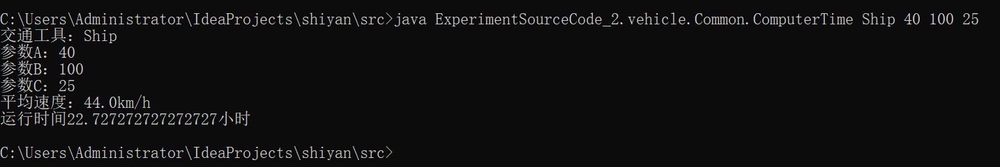 C:\Users\Administrator\IdeaProjects\shiyan\src>java ExperimentSourceCode_2.vehicle.Common.ComputerTime Ship 40 100 25
交通工具：Ship
参数A：40
参数B：100
参数C：25
平均速度：44.0km/h
运行时间22.727272727272727小时
C:\Users\Administrator\IdeaProjects\shiyan\src>